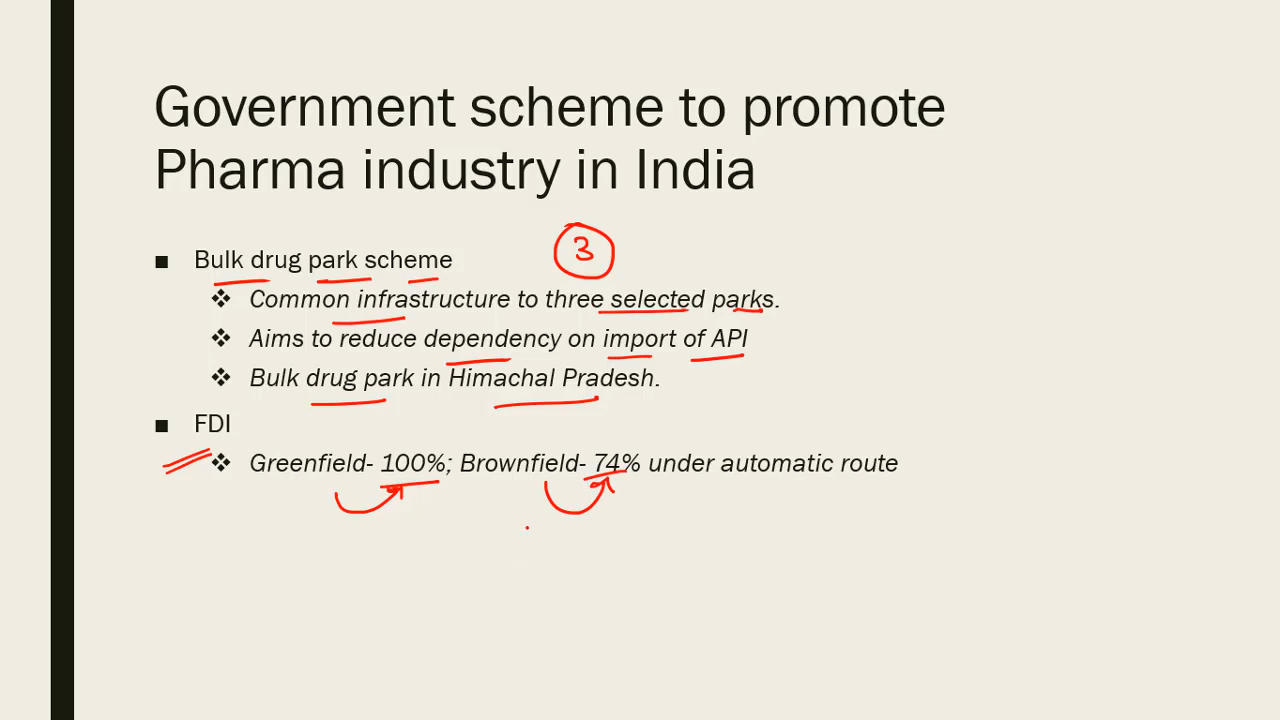 Government scheme to promote
Pharma industry in India
3
■ Bulk drug park scheme
❖ Common infrastructure to three selected parks.
❖ Aims to reduce dependency on import of API
❖ Bulk drug park in Himachal Pradesh.
■ FDI
❖ Greenfield- 100%; Brownfield- 74% under automatic route